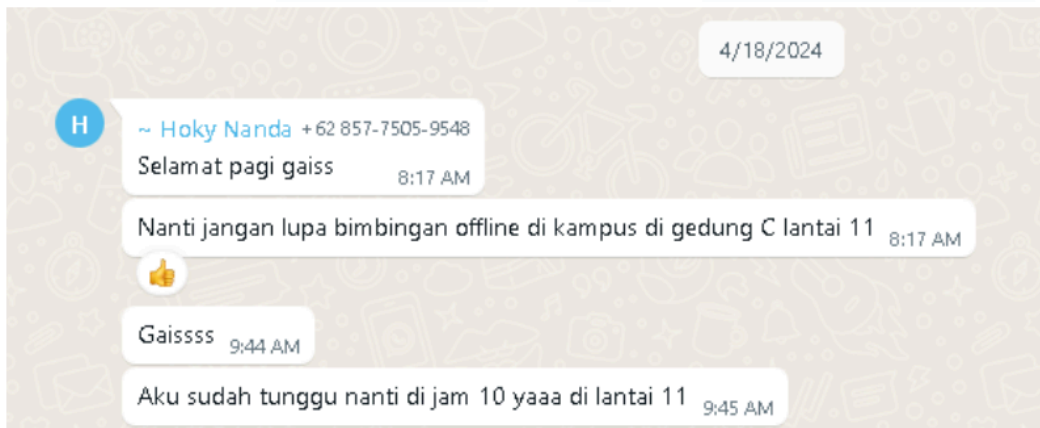 4/18/2024
H
~ Hoky Nanda +62 857-7505-9548
Selamat pagi gaiss 8:17 AM
Nanti jangan lupa bimbingan offline di kampus di gedung C lantai 11 8:17 AM
Gaissss 9:44 AM
Aku sudah tunggu nanti di jam 10 yaaa di lantai 11 9:45 AM